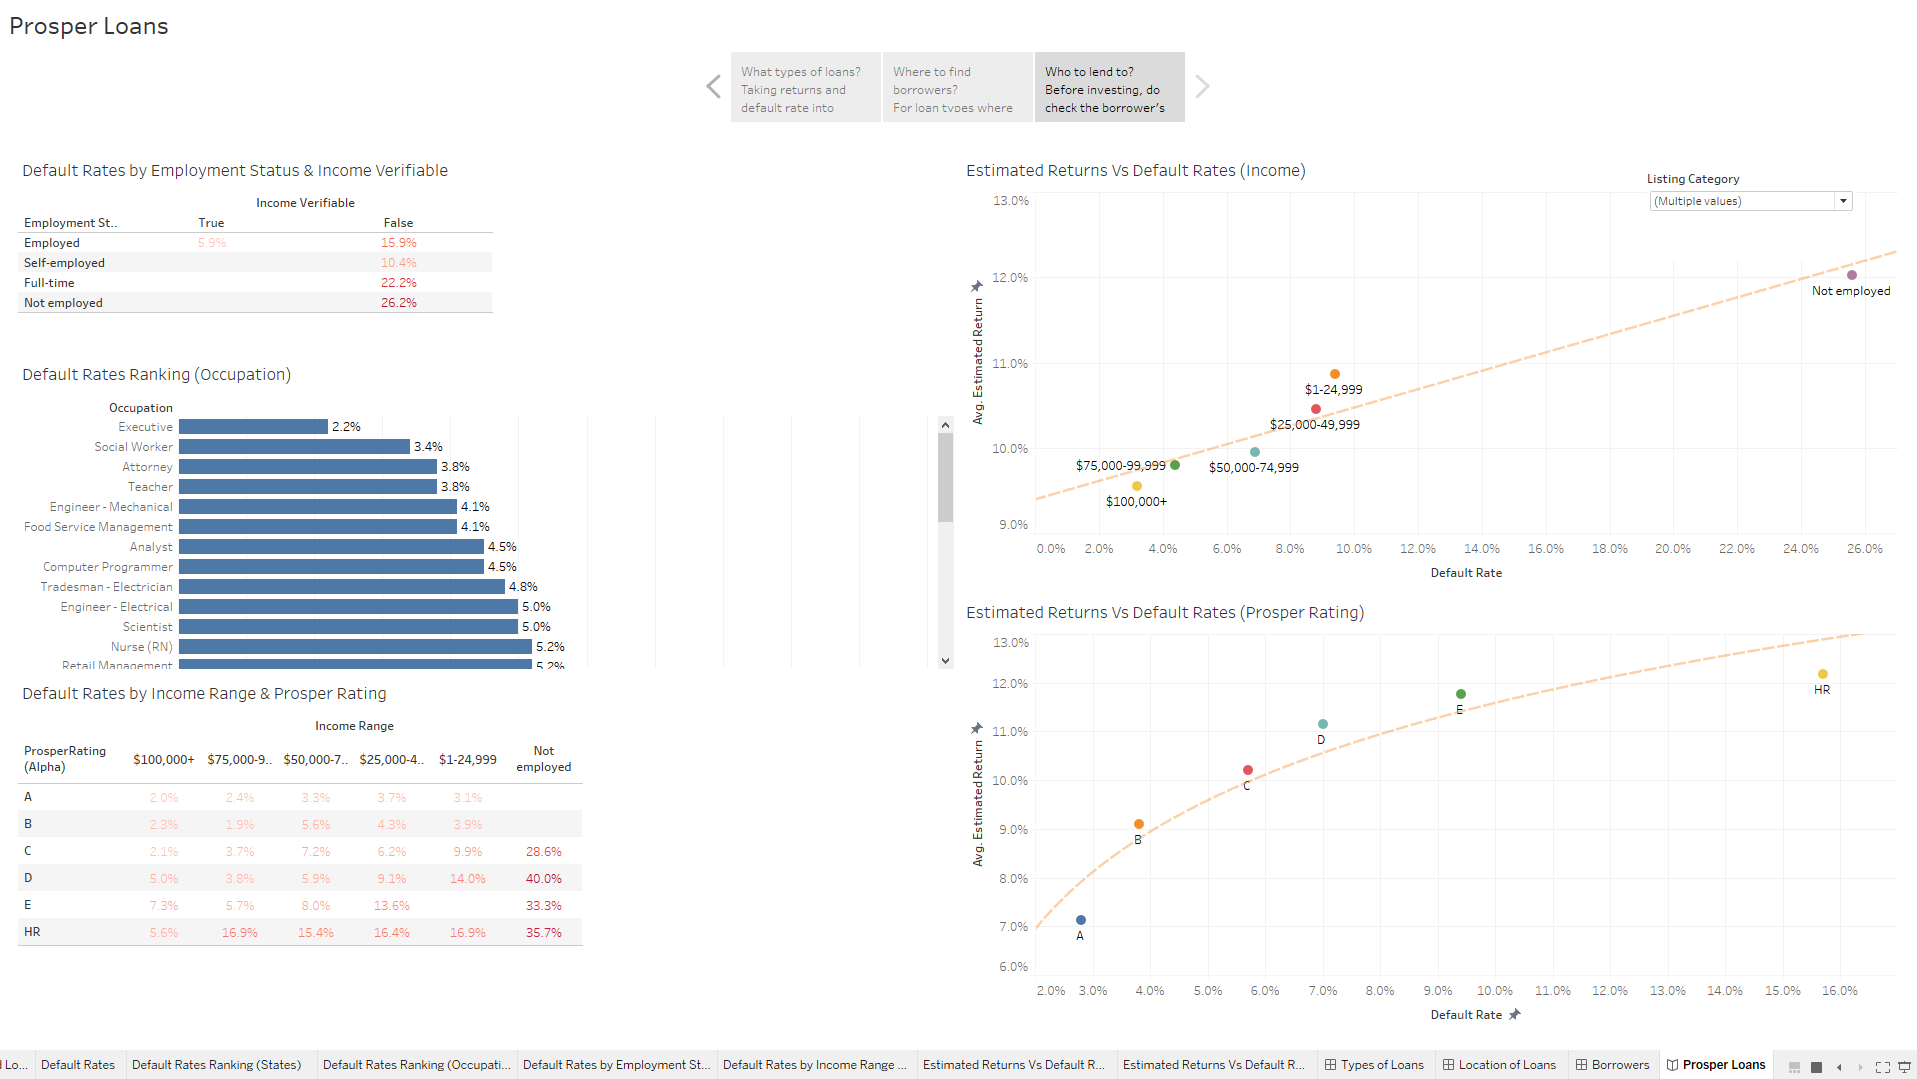 Prosper Loans
What types of loans?
Taking returns and
default rate into
Where to find
borrowers?
For loan types where
Who to lend to?
Before investing, do
check the borrower's
Default Rates by Employment Status & Income Verifiable
Income Verifiable
Employment St.. True False
Employed 5.9% 15.9%
Self-employed 10.4%
Full-time 22.2%
Not employed 26.2%
Default Rates Ranking (Occupation)
Occupation
Executive 2.2%
Social Worker 3.4%
Attorney 3.8%
Teacher 3.8%
Engineer - Mechanical 4.1%
Food Service Management 4.1%
Analyst 4.5%
Computer Programmer 4.5%
Tradesman - Electrician 4.8%
Engineer - Electrical 5.0%
Scientist 5.0%
Nurse (RN) 5.2%
Retail Management 5.2%
Default Rates by Income Range & Prosper Rating
Income Range
ProsperRating
(Alpha) $100,000+ $75,000-9.. $50,000-7.. $25,000-4.. $1-24,999 Not
employed
A 2.0% 2.4% 3.3% 3.7% 3.1%
B 2.3% 1.9% 5.6% 4.3% 3.9%
C 2.1% 3.7% 7.2% 6.2% 9.9% 28.6%
D 5.0% 3.8% 5.9% 9.1% 14.0% 40.0%
E 7.3% 5.7% 8.0% 13.6% 33.3%
HR 5.6% 16.9% 15.4% 16.4% 16.9% 35.7%
Estimated Returns Vs Default Rates (Income)
Listing Category
(Multiple values)
13.0%
12.0%
11.0%
10.0%
9.0%
Avg. Estimated Return
Not employed
$1-24,999
$25,000-49,999
$75,000-99,999
$50,000-74,999
$100,000+
0.0% 2.0% 4.0% 6.0% 8.0% 10.0% 12.0% 14.0% 16.0% 18.0% 20.0% 22.0% 24.0% 26.0%
Default Rate
Estimated Returns Vs Default Rates (Prosper Rating)
13.0%
12.0%
11.0%
10.0%
9.0%
8.0%
7.0%
6.0%
Avg. Estimated Return
HR
E
D
C
B
A
2.0% 3.0% 4.0% 5.0% 6.0% 7.0% 8.0% 9.0% 10.0% 11.0% 12.0% 13.0% 14.0% 15.0% 16.0%
Default Rate
d Lo... Default Rates Default Rates Ranking (States) Default Rates Ranking (Occupati... Default Rates by Employment St... Default Rates by Income Range ... Estimated Returns Vs Default R... Estimated Returns Vs Default R... Types of Loans Location of Loans Borrowers Prosper Loans